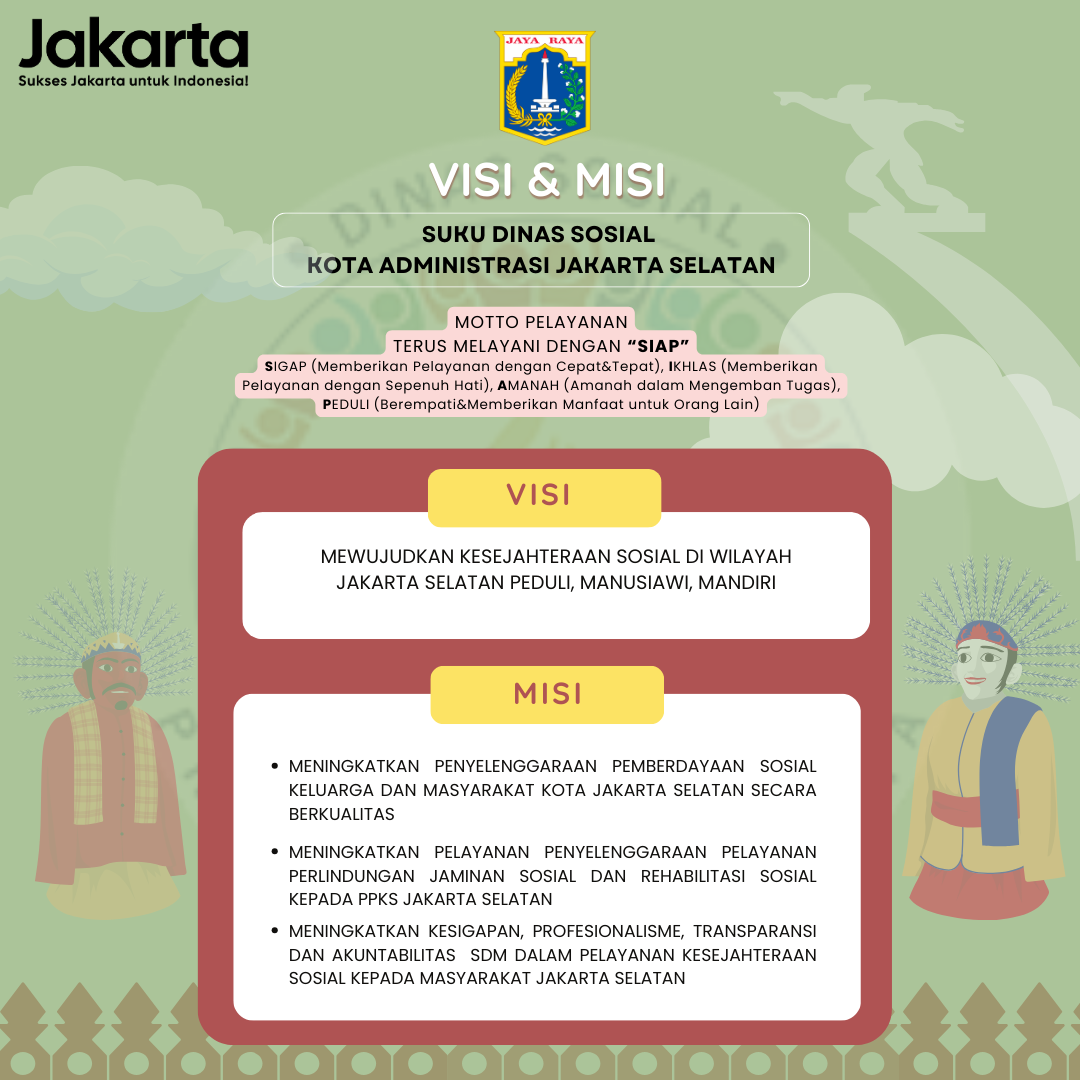 Jakarta
Sukses Jakarta untuk Indonesia!
JAYA RAYA
VISI & MISI
DINAS SOSIAL
SUKU DINAS SOSIAL
KOTA ADMINISTRASI JAKARTA SELATAN
MOTTO PELAYANAN
TERUS MELAYANI DENGAN “SIAP”
SIGAP (Memberikan Pelayanan dengan Cepat&Tepat), IKHLAS (Memberikan
Pelayanan dengan Sepenuh Hati), AMANAH (Amanah dalam Mengemban Tugas),
PEDULI (Berempati&Memberikan Manfaat untuk Orang Lain)
VISI
MEWUJUDKAN KESEJAHTERAAN SOSIAL DI WILAYAH
JAKARTA SELATAN PEDULI, MANUSIAWI, MANDIRI
MISI
• MENINGKATKAN PENYELENGGARAAN PEMBERDAYAAN SOSIAL
KELUARGA DAN MASYARAKAT KOTA JAKARTA SELATAN SECARA
BERKUALITAS
• MENINGKATKAN PELAYANAN PENYELENGGARAAN PELAYANAN
PERLINDUNGAN JAMINAN SOSIAL DAN REHABILITASI SOSIAL
KEPADA PPKS JAKARTA SELATAN
• MENINGKATKAN KESIGAPAN, PROFESIONALISME, TRANSPARANSI
DAN AKUNTABILITAS SDM DALAM PELAYANAN KESEJAHTERAAN
SOSIAL KEPADA MASYARAKAT JAKARTA SELATAN